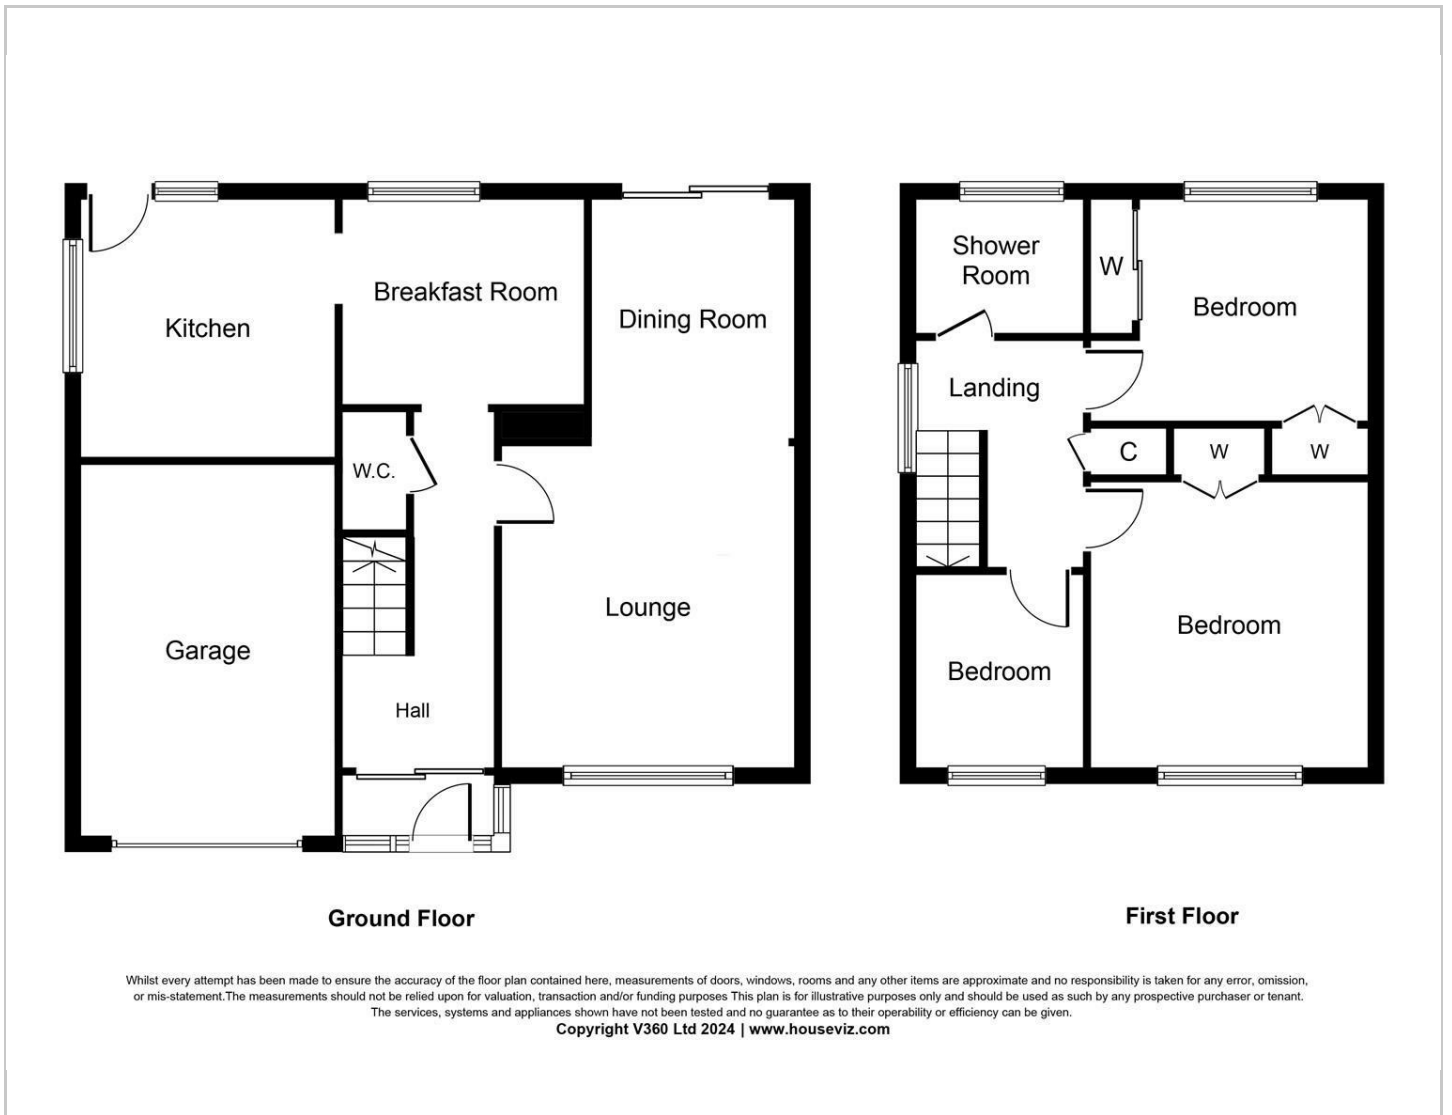 Kitchen
Breakfast Room
Dining Room
W.C.
Lounge
Garage
Hall
Shower
Room
W
Bedroom
Landing
C
W
W
Bedroom
Bedroom
Ground Floor
First Floor
Whilst every attempt has been made to ensure the accuracy of the floor plan contained here, measurements of doors, windows, rooms and any other items are approximate and no responsibility is taken for any error, omission,
or mis-statement.The measurements should not be relied upon for valuation, transaction and/or funding purposes This plan is for illustrative purposes only and should be used as such by any prospective purchaser or tenant.
The services, systems and appliances shown have not been tested and no guarantee as to their operability or efficiency can be given.
Copyright V360 Ltd 2024 | www.houseviz.com